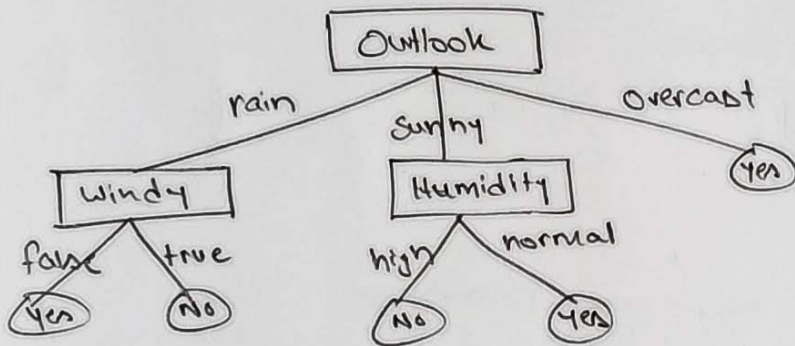 Outlook
rain
sunny
overcast
windy
Humidity
yes
false
true
high
normal
yes
No
No
yes